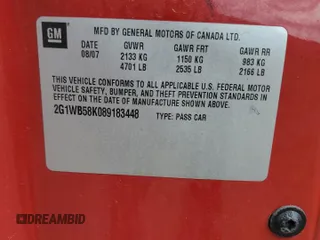 GM
MFD BY GENERAL MOTORS OF CANADA LTD.
DATE GVWR GAWR FRT GAWR RR
08/07 2133 KG 1150 KG 983 KG
4701 LB 2535 LB 2166 LB
THIS VEHICLE CONFORMS TO ALL APPLICABLE U.S. FEDERAL MOTOR
VEHICLE SAFETY, BUMPER, AND THEFT PREVENTION STANDARDS IN
EFFECT ON THE DATE OF MANUFACTURE SHOWN ABOVE.
2G1WB58K089183448 TYPE: PASS CAR
DREAMBID